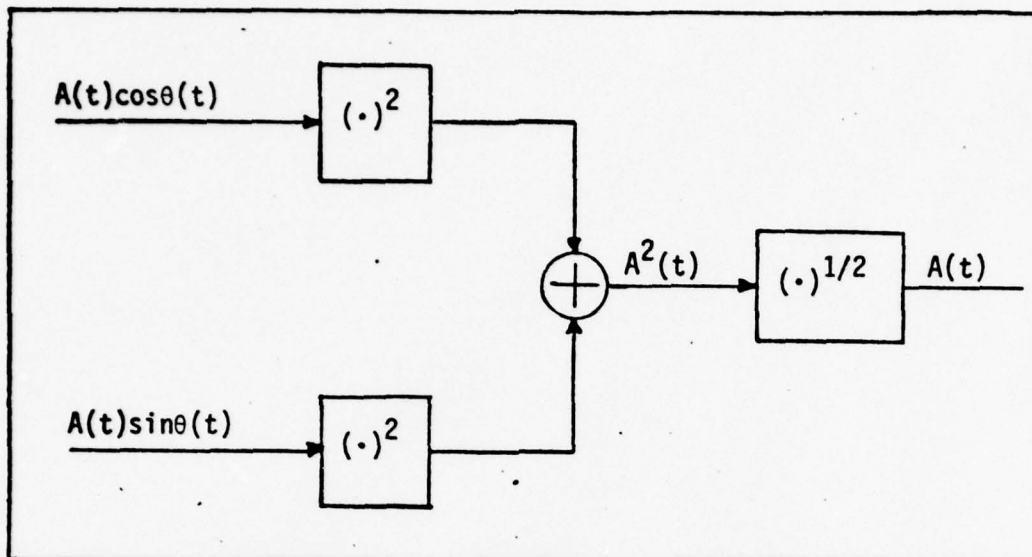 A(t)cosθ(t)
(·)²
A²(t)
(·)¹/²
A(t)
A(t)sinθ(t)
(·)²